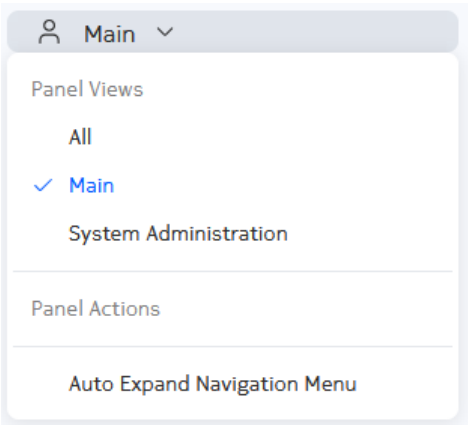 Main
Panel Views
All
Main
System Administration
Panel Actions
Auto Expand Navigation Menu